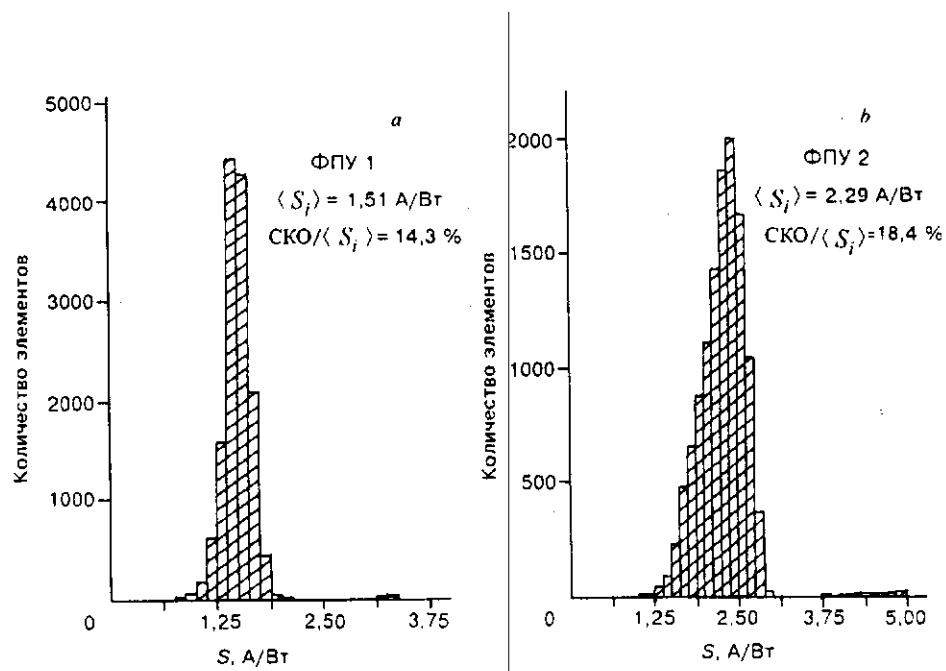 a
ФПУ 1
⟨S_i⟩ = 1,51 А/Вт
СКО/⟨S_i⟩ = 14,3 %
Количество элементов
5000
4000
3000
2000
1000
0
1,25
2,50
3,75
S, А/Вт
b
ФПУ 2
⟨S_i⟩ = 2,29 А/Вт
СКО/⟨S_i⟩=18,4 %
Количество элементов
2000
1500
1000
500
0
1,25
2,50
5,00
S, А/Вт